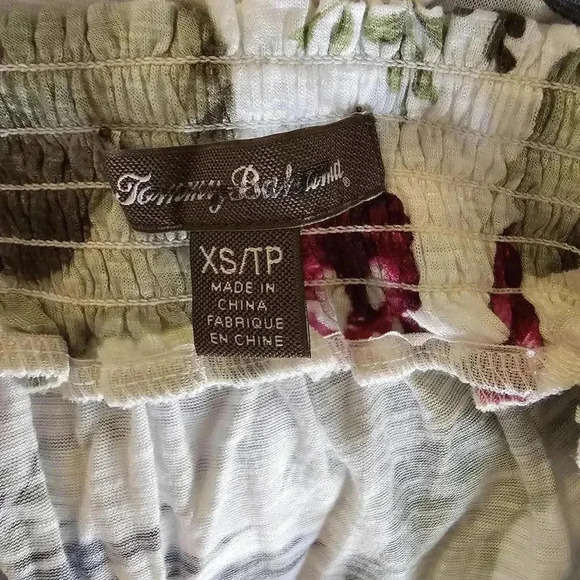 Tommy Bahama®
XS/TP
MADE IN
CHINA
FABRIQUE
EN CHINE